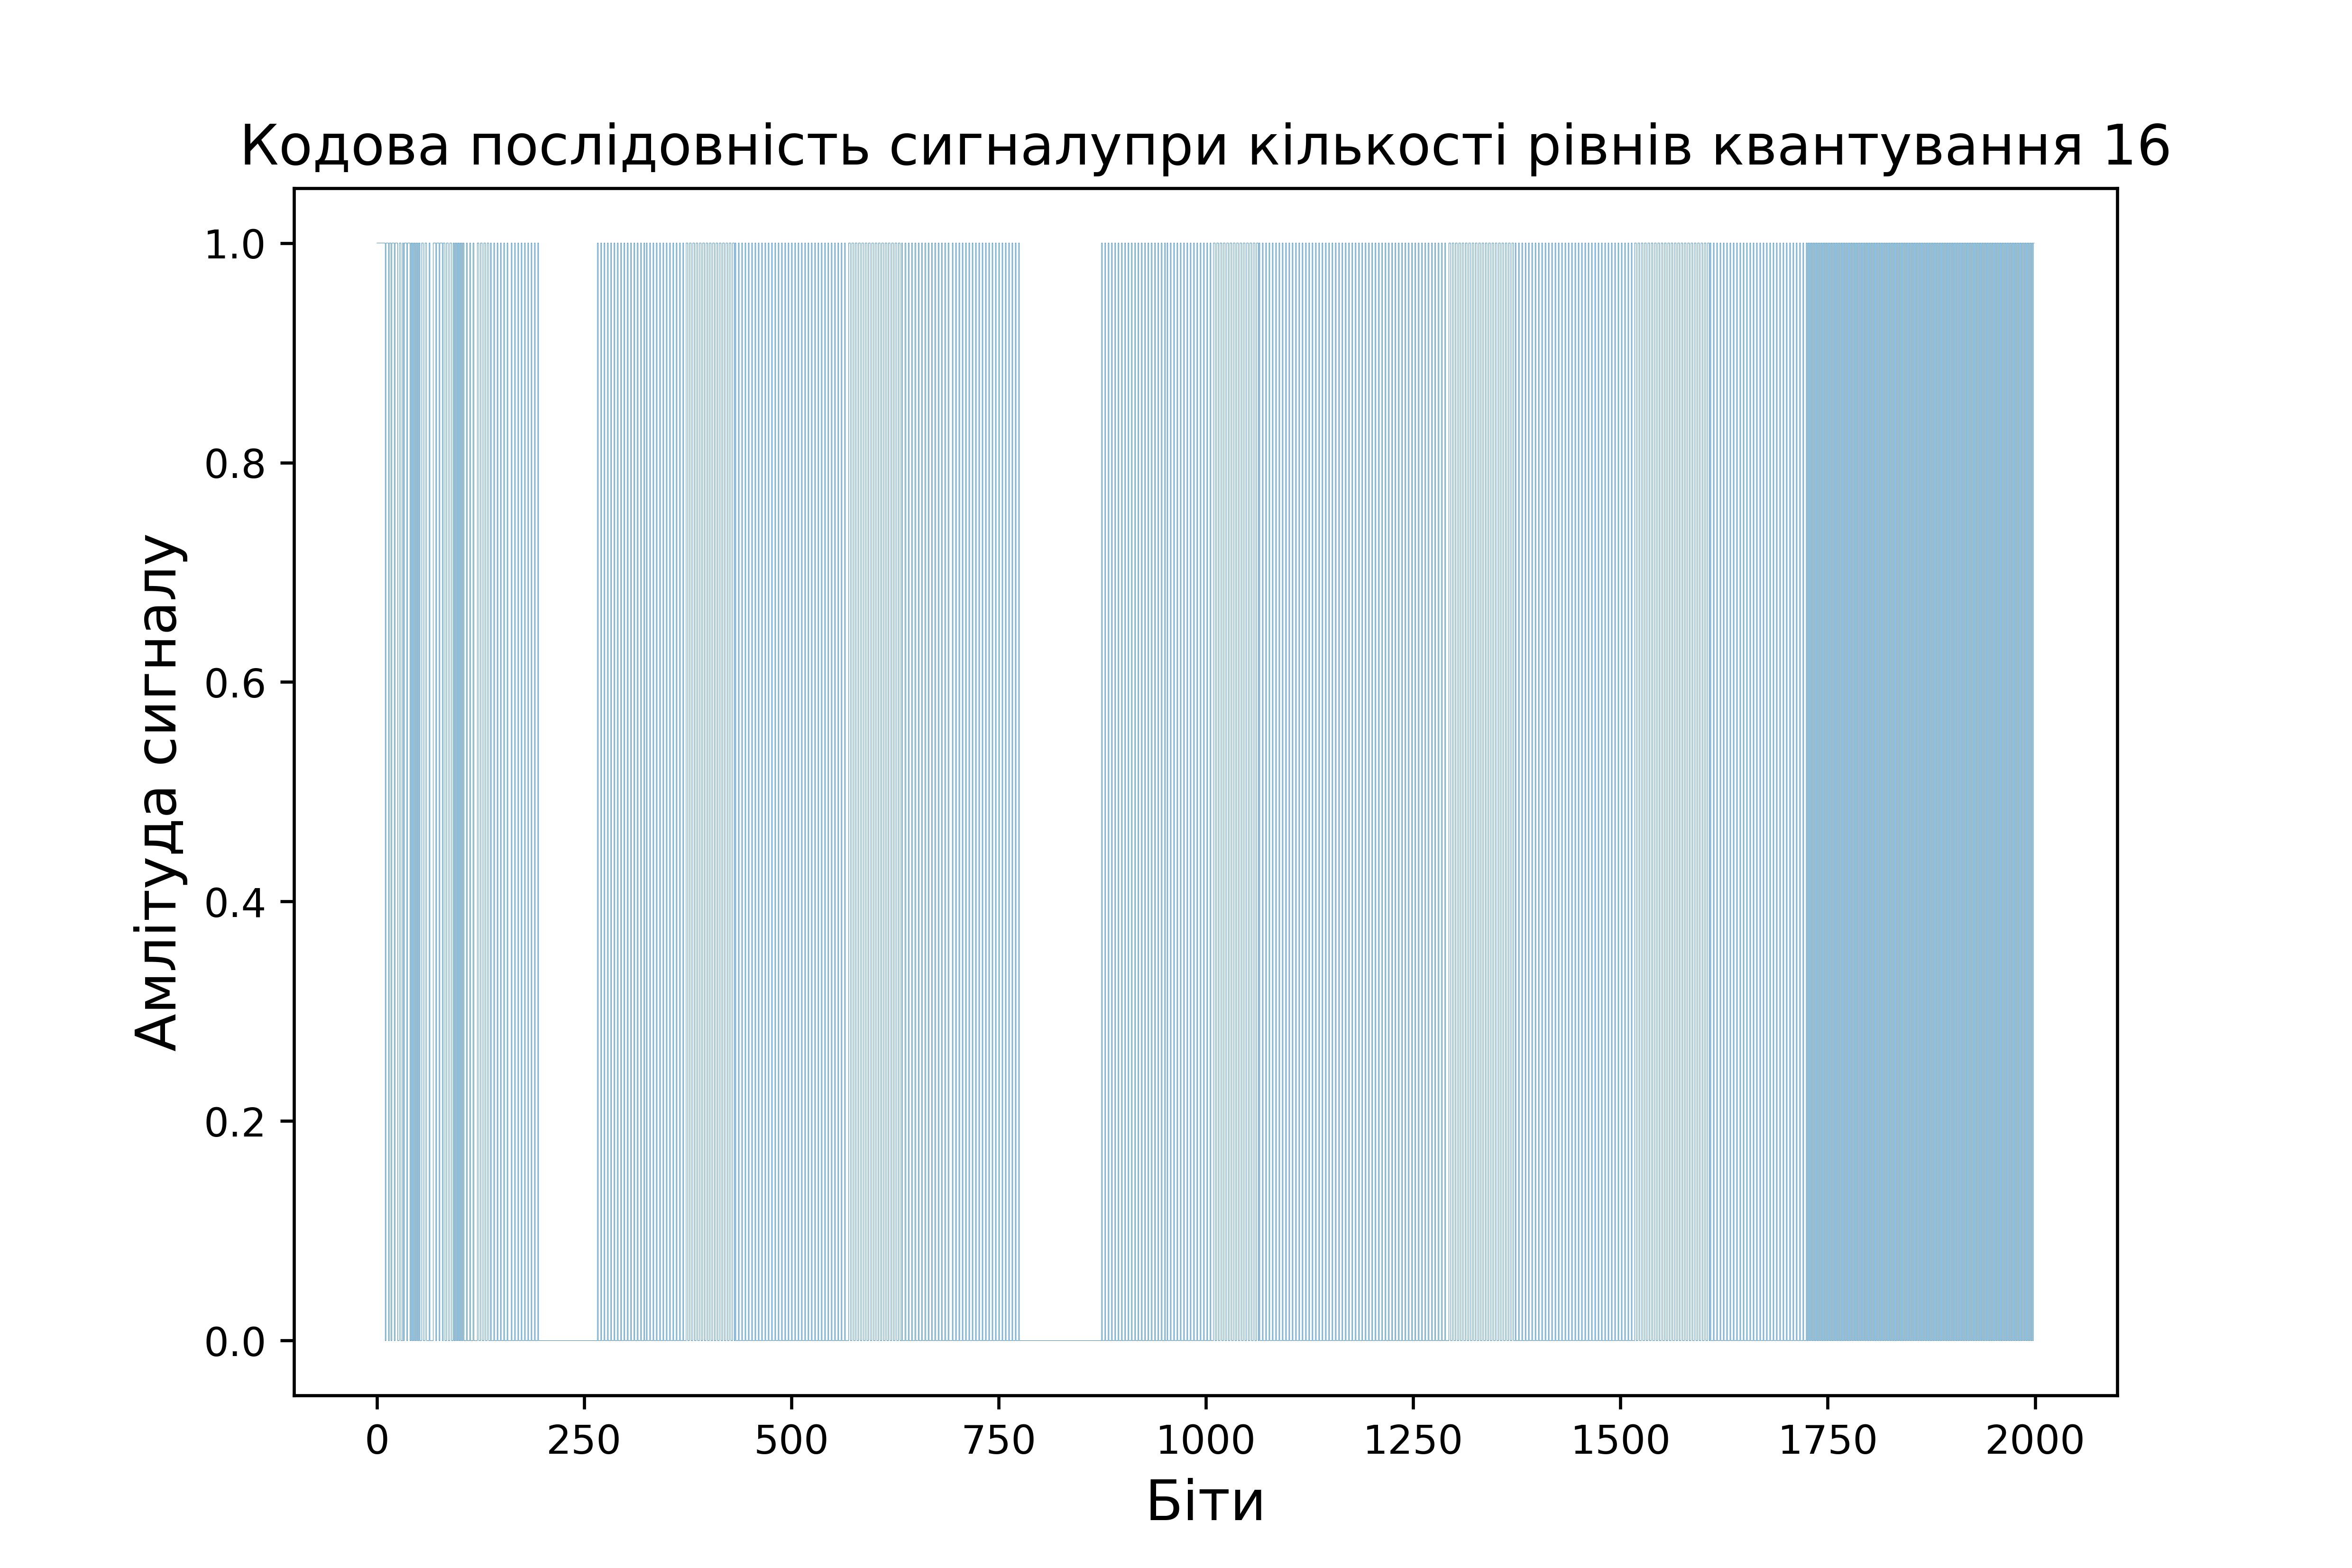 Кодова послідовність сигналупри кількості рівнів квантування 16
Амлітуда сигналу
1.0
0.8
0.6
0.4
0.2
0.0
0 250 500 750 1000 1250 1500 1750 2000
Біти